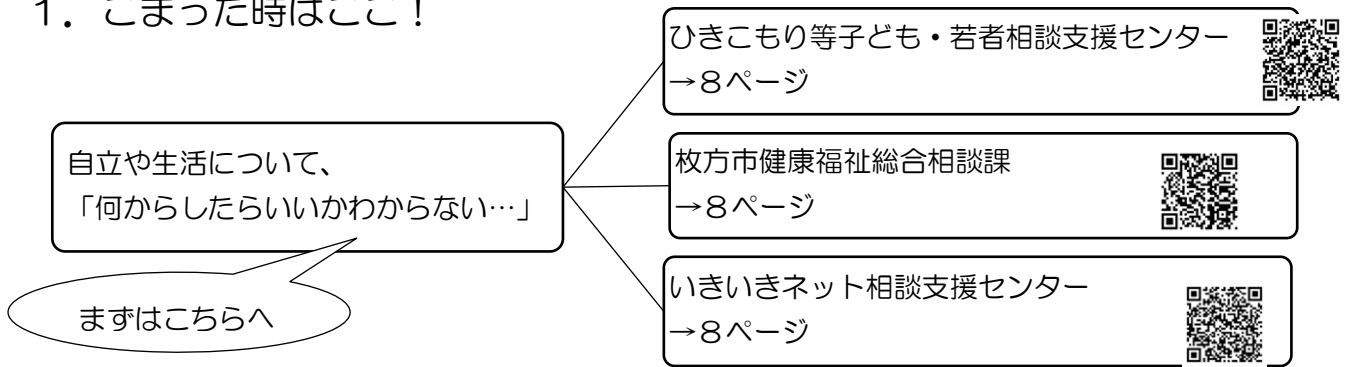 １．こまった時はここ！
自立や生活について、
「何からしたらいいかわからない…」
まずはこちらへ
ひきこもり等子ども・若者相談支援センター
→８ページ
枚方市健康福祉総合相談課
→８ページ
いきいきネット相談支援センター
→８ページ